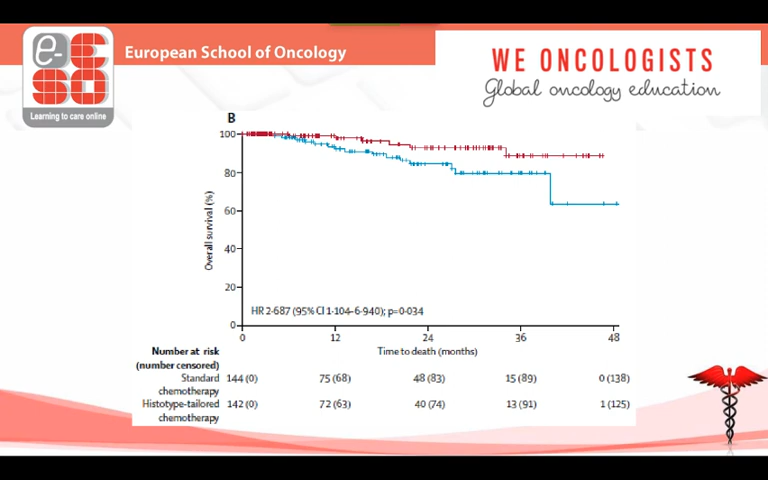 e-ESO
Learning to care online
European School of Oncology
WE ONCOLOGISTS
Global oncology education
B
Overall survival (%)
100
80
60
40
20
0
HR 2·687 (95% CI 1·104–6·940); p=0·034
0 12 24 36 48
Time to death (months)
Number at risk
(number censored)
Standard chemotherapy 144 (0) 75 (68) 48 (83) 15 (89) 0 (138)
Histotype-tailored chemotherapy 142 (0) 72 (63) 40 (74) 13 (91) 1 (125)